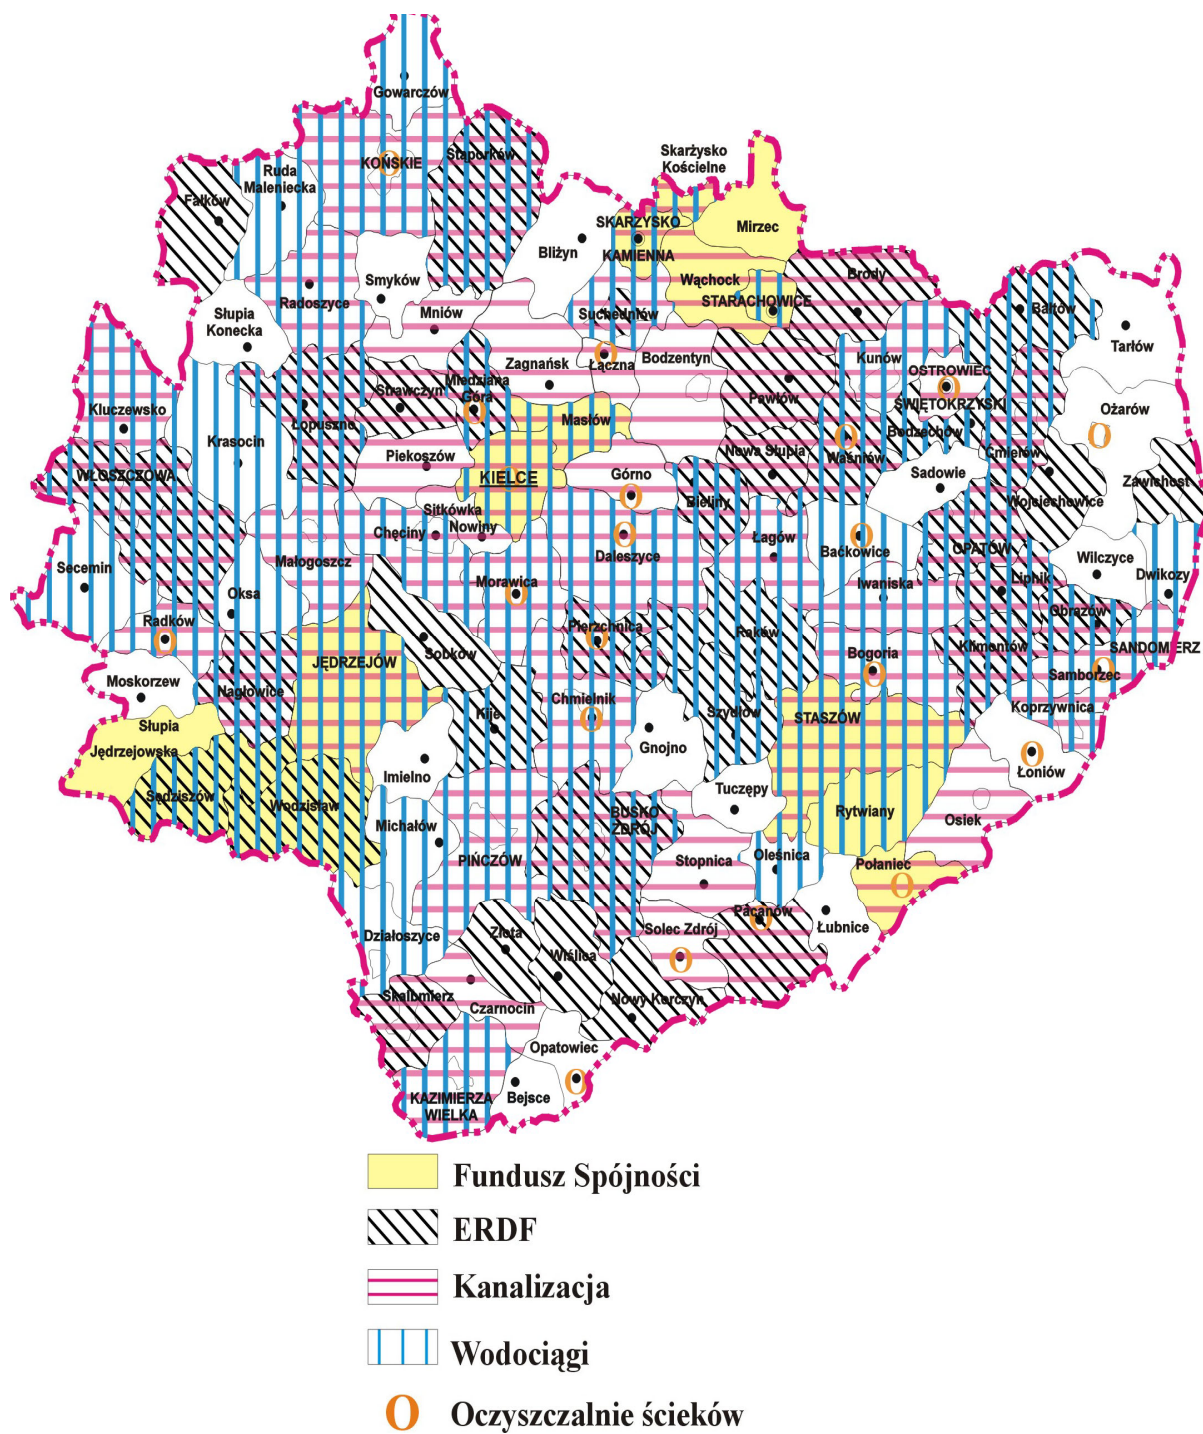 Gowarczów
Skarżysko
Kościelne
KOŃSKIE
Stąporków
Ruda
Maleniecka
Fałków
SKARŻYSKO
KAMIENNA
Mirzec
Bliżyn
Wąchock
Brody
Smyków
STARACHOWICE
Radoszyce
Słupia
Konecka
Mniów
Suchedniów
Bałtów
Tarłów
Zagnańsk
Łączna
Bodzentyn
Kunów
OSTROWIEC
ŚWIĘTOKRZYSKI
Miedziana
Góra
Strawczyn
Łopuszno
Pawłów
Kluczewsko
Masłów
Ożarów
Krasocin
Bodzechów
Piekoszów
Nowa Słupia
Waśniów
Ćmielów
WŁOSZCZOWA
KIELCE
Górno
Sadowie
Zawichost
Bieliny
Wojciechowice
Sitkówka
Nowiny
Chęciny
Daleszyce
Łagów
Baćkowice
OPATÓW
Małogoszcz
Wilczyce
Secemin
Dwikozy
Morawica
Iwaniska
Lipnik
Oksa
Obrazów
Radków
Pierzchnica
Raków
Klimontów
SANDOMIERZ
JĘDRZEJÓW
Sobków
Bogoria
Samborzec
Moskorzew
Nagłowice
Chmielnik
Koprzywnica
Kije
Szydłów
STASZÓW
Słupia
Jędrzejowska
Gnojno
Łoniów
Imielno
Tuczępy
Sędziszów
Wodzisław
BUSKO
ZDRÓJ
Rytwiany
Osiek
Michałów
PIŃCZÓW
Stopnica
Oleśnica
Połaniec
Pacanów
Łubnice
Działoszyce
Złota
Solec Zdrój
Wiślica
Skalbmierz
Czarnocin
Nowy Korczyn
Opatowiec
KAZIMIERZA
WIELKA
Bejsce
Fundusz Spójności
ERDF
Kanalizacja
Wodociągi
O Oczyszczalnie ścieków